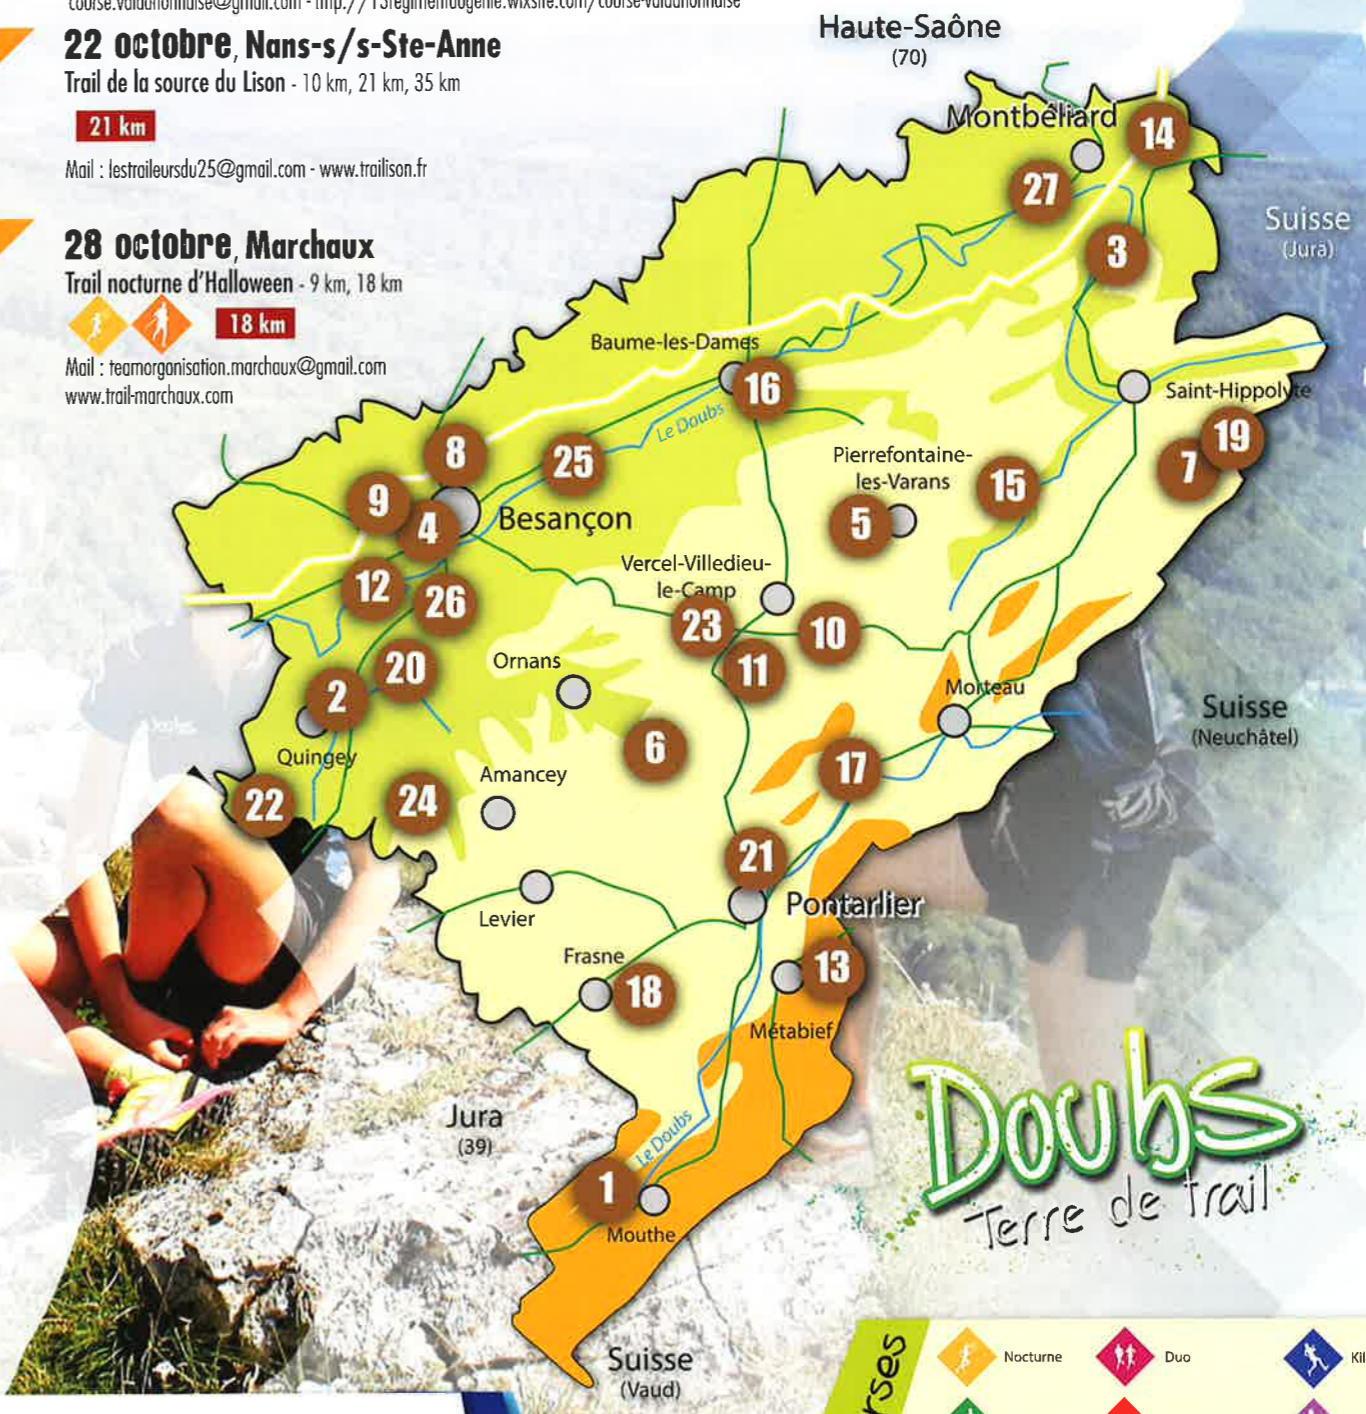 22 octobre, Nans-s/s-Ste-Anne
Trail de la source du Lison - 10 km, 21 km, 35 km
21 km
Mail : lestraileursdu25@gmail.com - www.trailison.fr
28 octobre, Marchaux
Trail nocturne d'Halloween - 9 km, 18 km
18 km
Mail : teamorganisation.marchaux@gmail.com
www.trail-marchaux.com
Haute-Saône
(70)
Montbéliard
14
27
3
Suisse
(Jura)
Baume-les-Dames
16
Le Doubs
Saint-Hippolyte
19
7
8
25
Pierrefontaine-
les-Varans
15
9
4
Besançon
5
Vercel-Villedieu-
le-Camp
12
26
23
10
11
20
Ornans
2
Morteau
Suisse
(Neuchâtel)
Quingey
6
17
Amancey
22
24
21
Pontarlier
Levier
Frasne
18
13
Métabief
Jura
(39)
Le Doubs
1
Mouthe
Doubs
Terre de trail
Suisse
(Vaud)
Nocturne
Duo